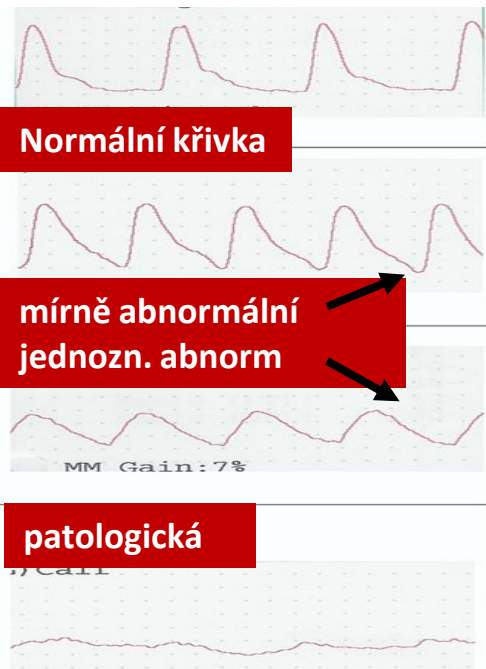 Normální křivka
mírně abnormální
jednozn. abnorm
MM Gain:7%
patologická